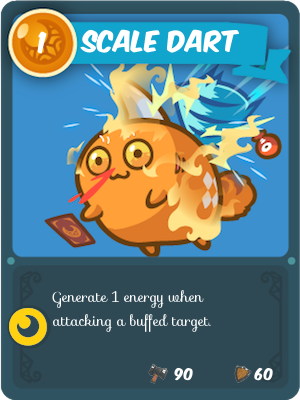 1 SCALE DART
Generate 1 energy when
attacking a buffed target.
90 60